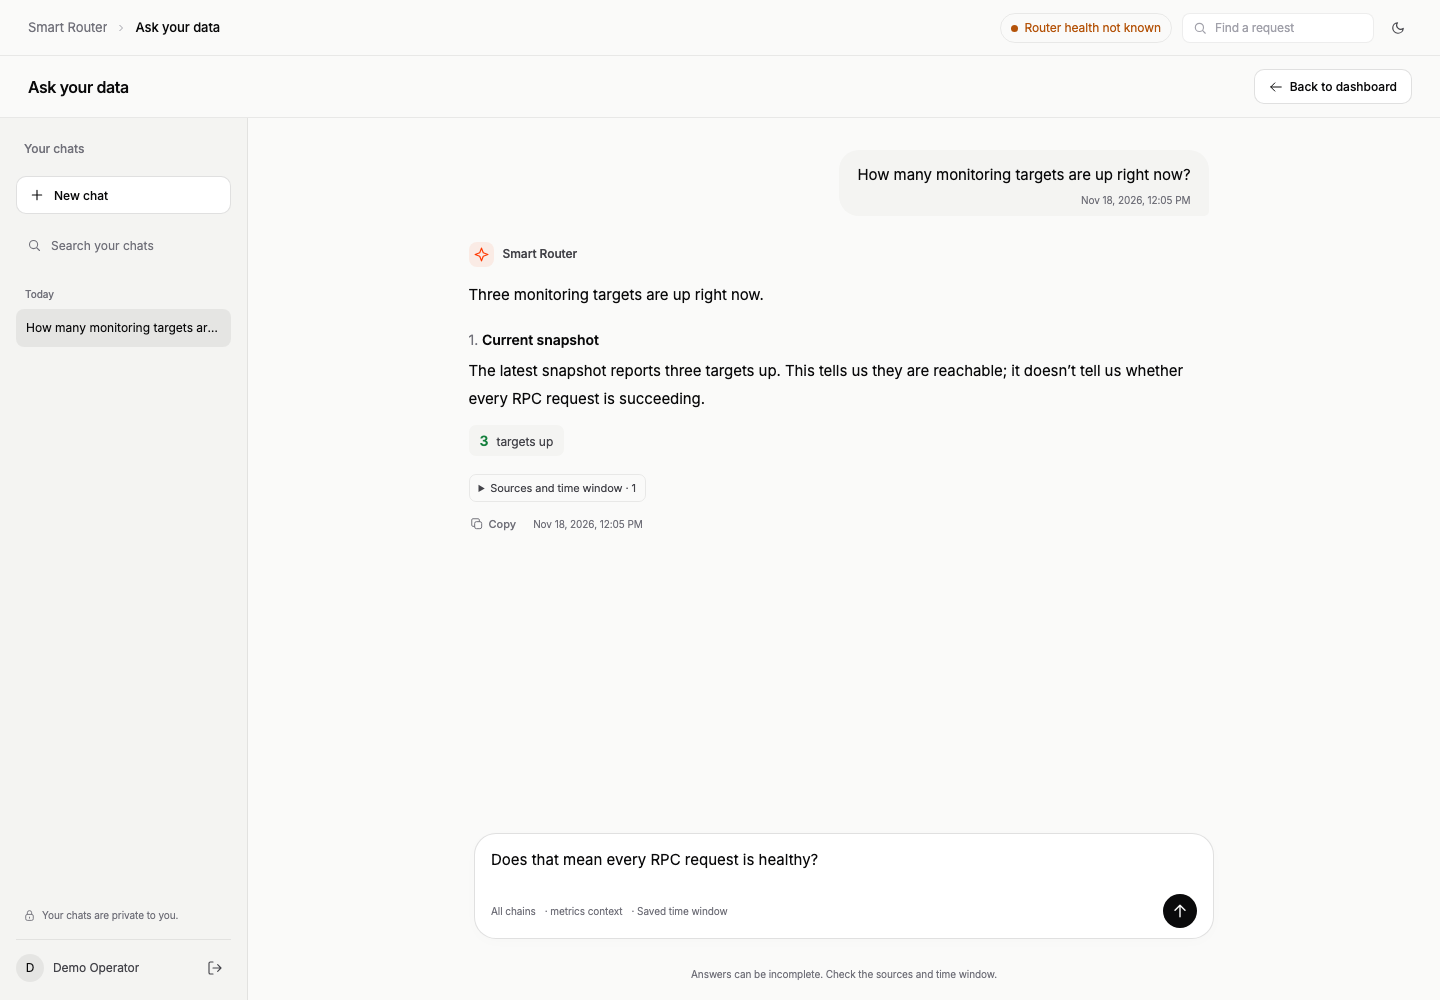 Smart Router > Ask your data
Router health not known
Find a request
Ask your data
Back to dashboard
Your chats
New chat
Search your chats
Today
How many monitoring targets ar...
Your chats are private to you.
D Demo Operator
How many monitoring targets are up right now?
Nov 18, 2026, 12:05 PM
Smart Router
Three monitoring targets are up right now.
1. Current snapshot
The latest snapshot reports three targets up. This tells us they are reachable; it doesn’t tell us whether
every RPC request is succeeding.
3 targets up
Sources and time window · 1
Copy Nov 18, 2026, 12:05 PM
Does that mean every RPC request is healthy?
All chains · metrics context · Saved time window
Answers can be incomplete. Check the sources and time window.